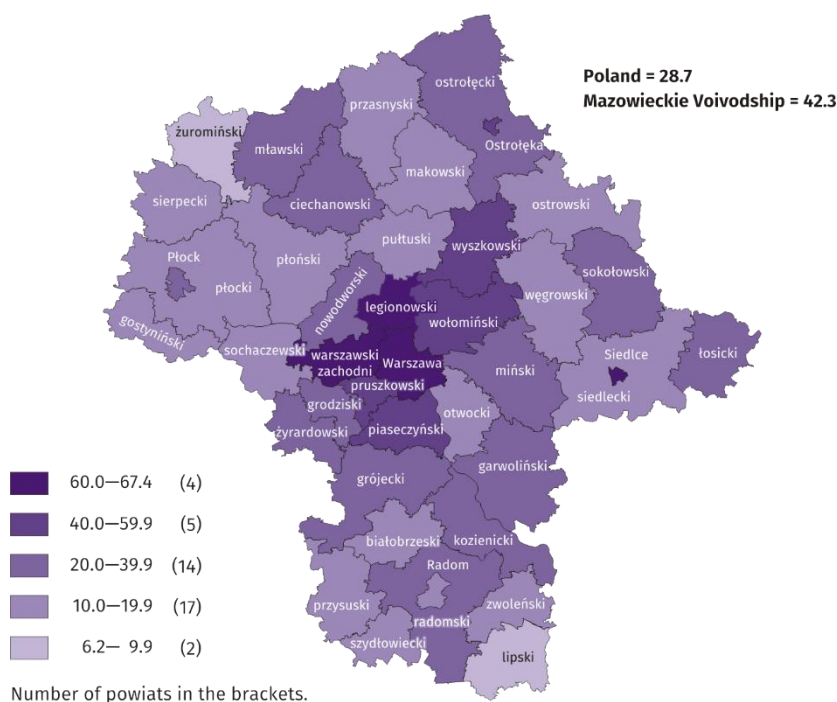 Poland = 28.7
Mazowieckie Voivodship = 42.3
ostrołęcki
przasnyski
żuromiński
mławski
Ostrołęka
makowski
sierpecki
ciechanowski
ostrowski
pułtuski
wyszkowski
Płock
płoński
sokołowski
płocki
nowodworski
węgrowski
legionowski
gostyniński
wołomiński
sochaczewski
warszawski
zachodni
Warszawa
Siedlce
łosicki
miński
pruszkowski
siedlecki
grodziski
otwocki
żyrardowski
piaseczyński
garwoliński
grójecki
białobrzeski
kozienicki
Radom
przysuski
zwoleński
radomski
szydłowiecki
lipski
60.0—67.4 (4)
40.0—59.9 (5)
20.0—39.9 (14)
10.0—19.9 (17)
6.2— 9.9 (2)
Number of powiats in the brackets.